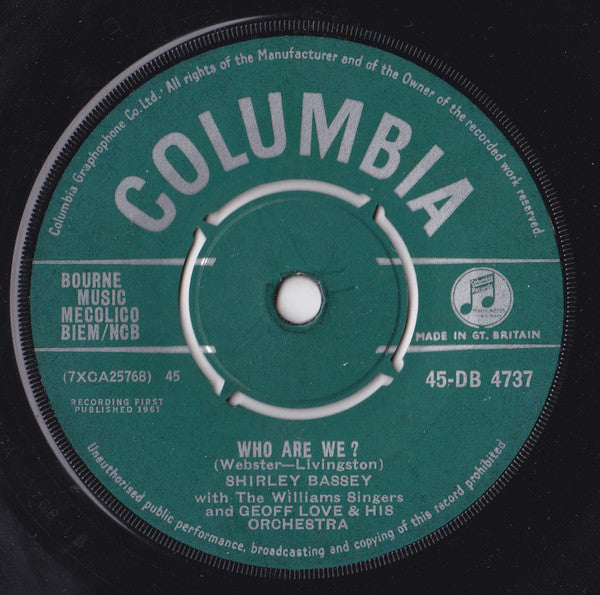 Columbia Graphophone Co. Ltd. · All rights of the Manufacturer and of the Owner of the recorded work reserved.
COLUMBIA
BOURNE
MUSIC
MECOLICO
BIEM/NCB
MADE IN GT. BRITAIN
(7XCA25768) 45
45-DB 4737
RECORDING FIRST
PUBLISHED 1961
WHO ARE WE?
(Webster—Livingston)
SHIRLEY BASSEY
with The Williams Singers
and GEOFF LOVE & HIS
ORCHESTRA
Unauthorised public performance, broadcasting and copying of this record prohibited.